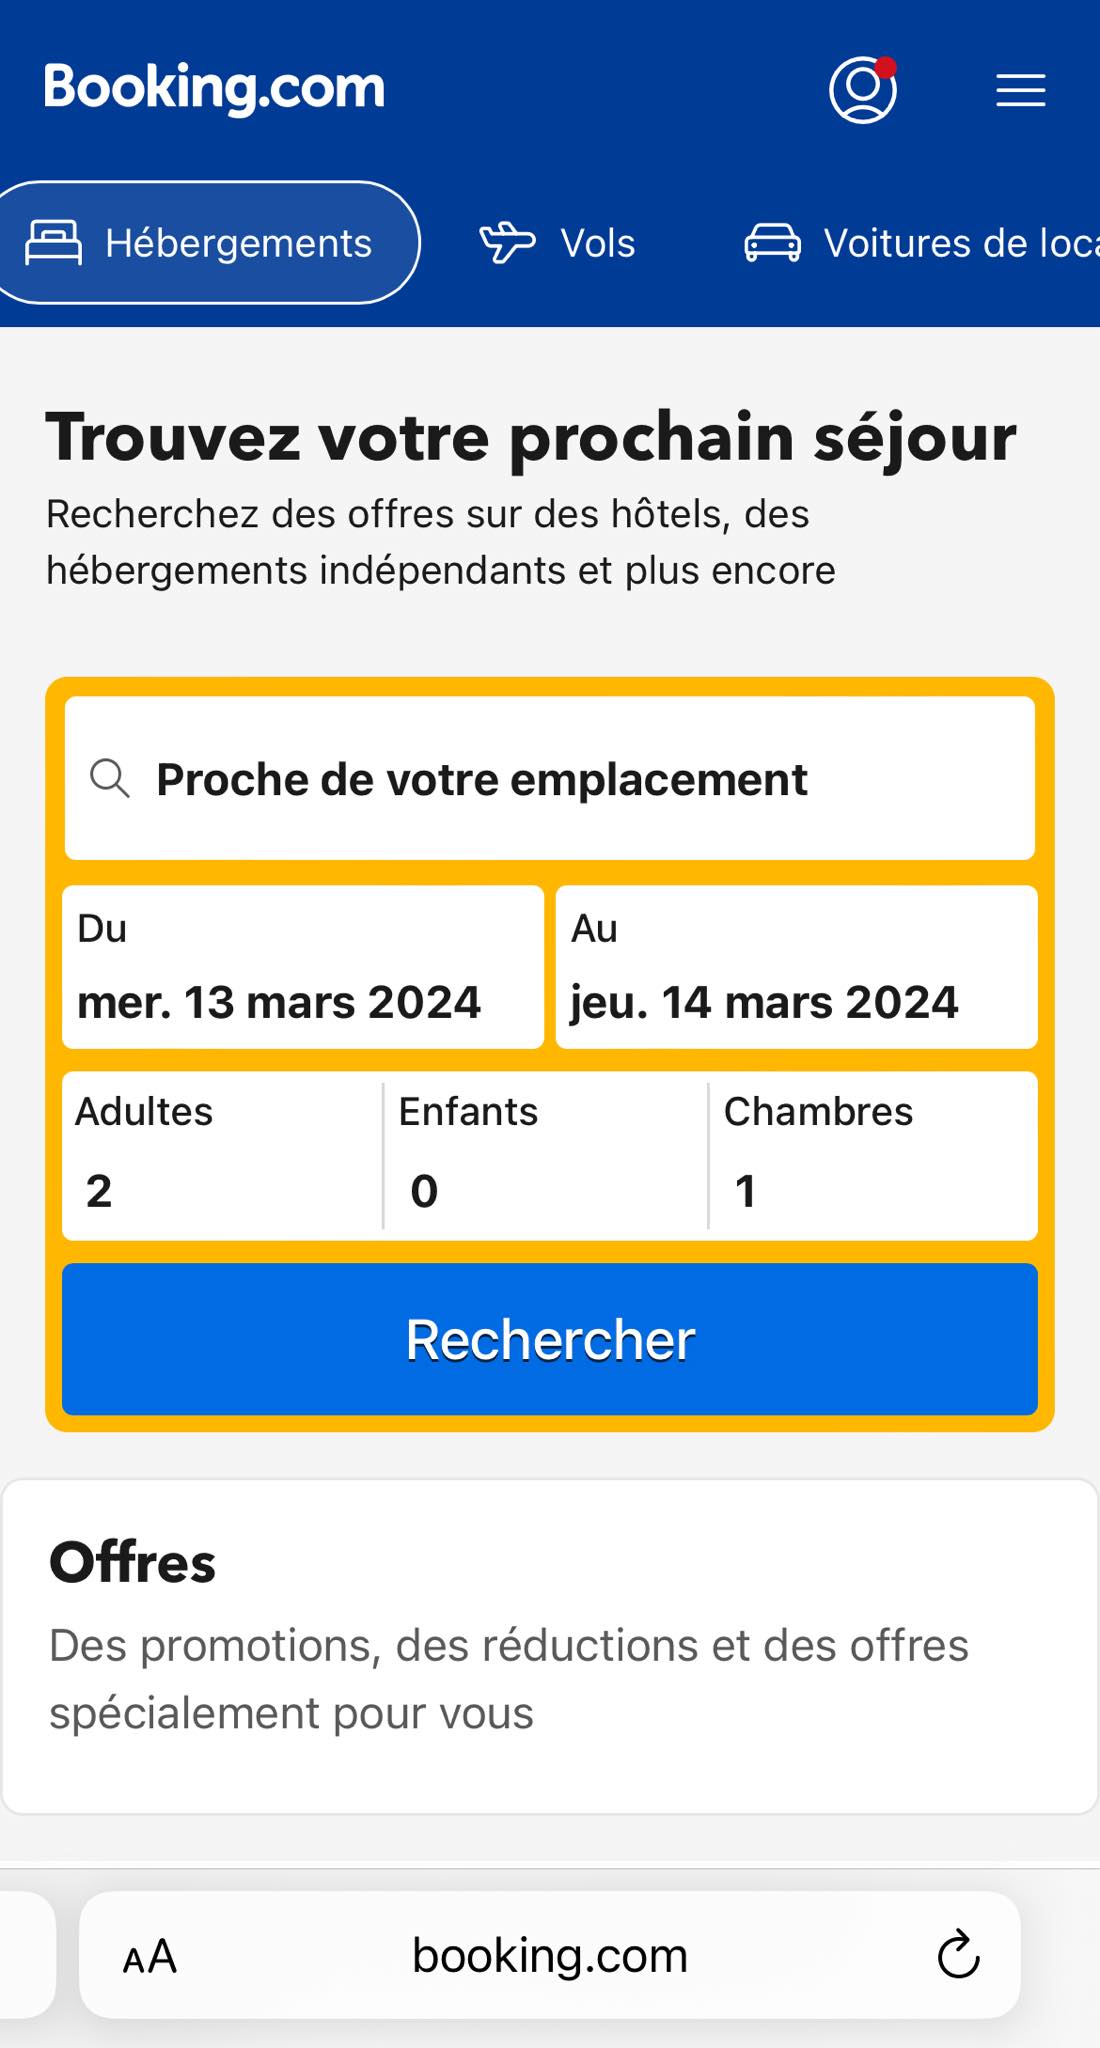 Booking.com
Hébergements
Vols
Voitures de loca
Trouvez votre prochain séjour
Recherchez des offres sur des hôtels, des
hébergements indépendants et plus encore
Proche de votre emplacement
Du
mer. 13 mars 2024
Au
jeu. 14 mars 2024
Adultes
2
Enfants
0
Chambres
1
Rechercher
Offres
Des promotions, des réductions et des offres
spécialement pour vous
AA
booking.com